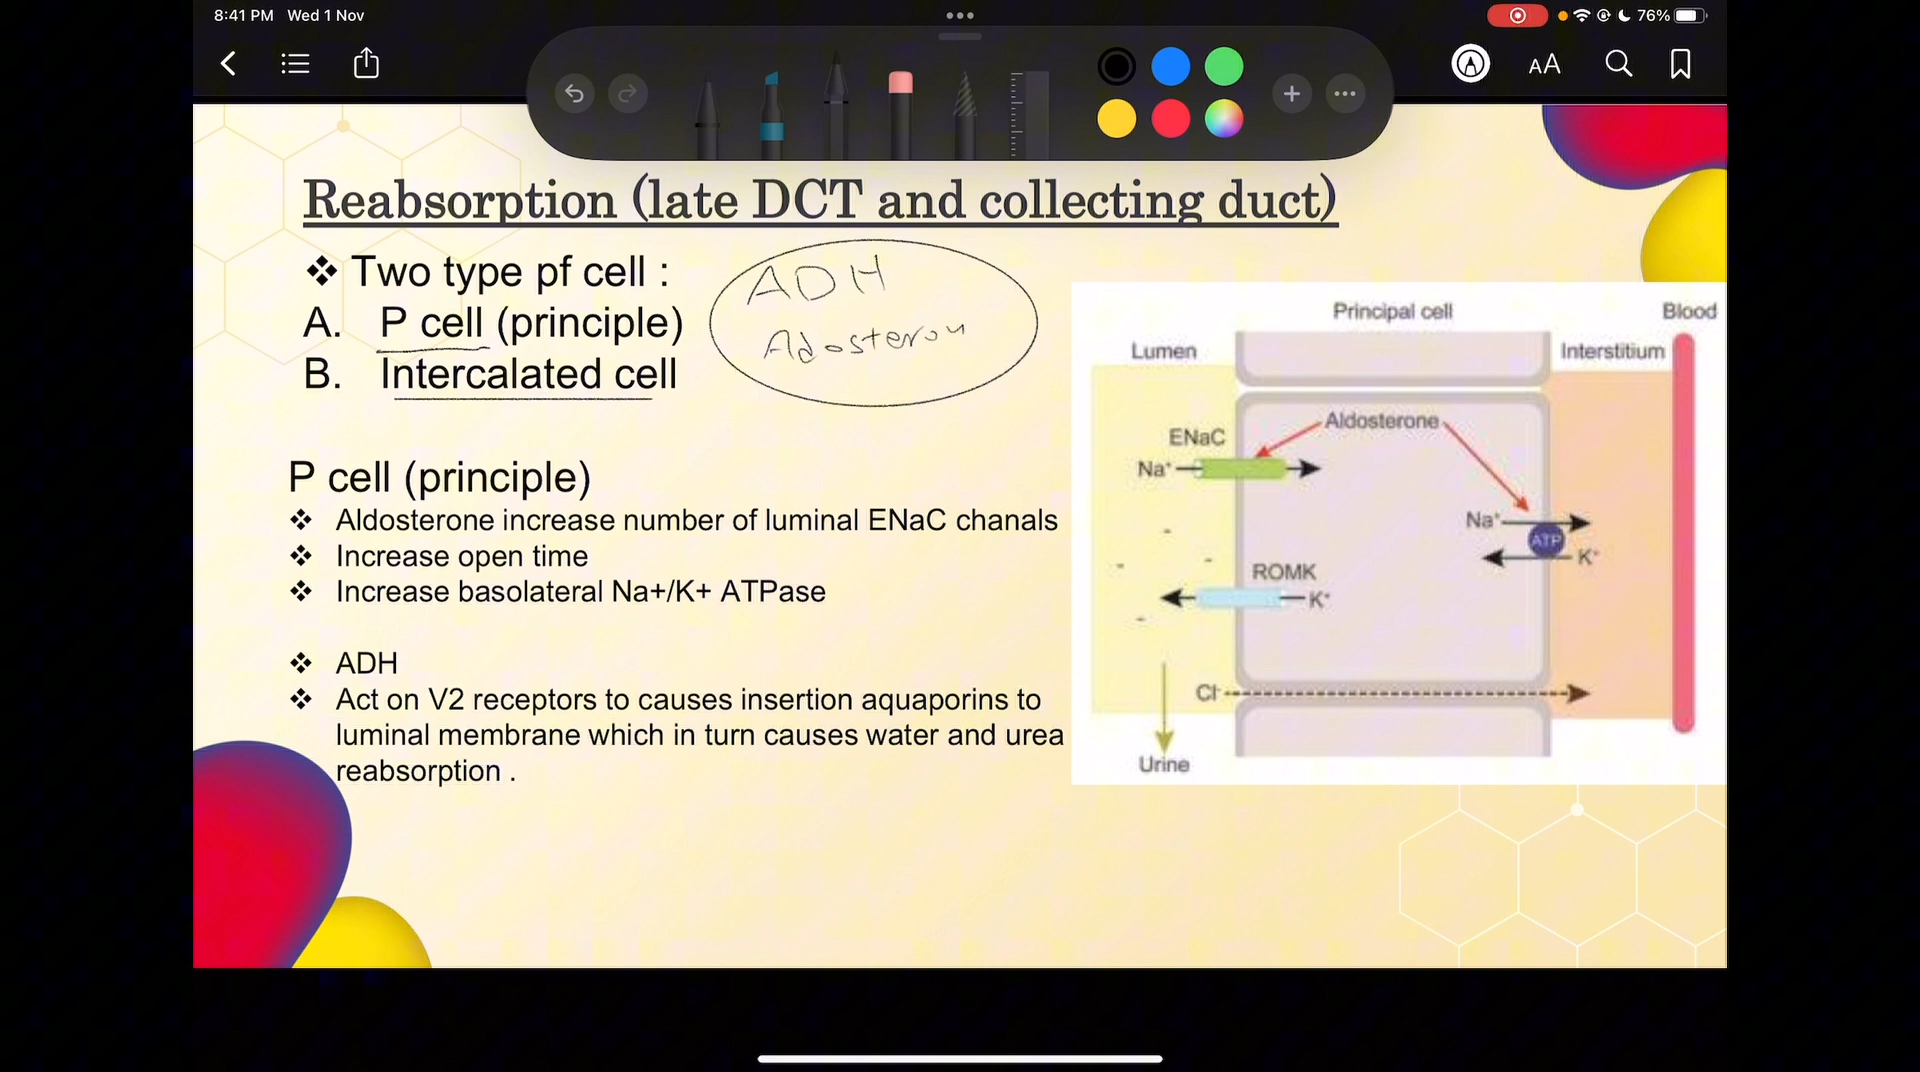 8:41 PM Wed 1 Nov
76%
AA
Reabsorption (late DCT and collecting duct)
❖ Two type pf cell :
A. P cell (principle)
B. Intercalated cell
ADH
Adosteron
P cell (principle)
❖ Aldosterone increase number of luminal ENaC chanals
❖ Increase open time
❖ Increase basolateral Na+/K+ ATPase
❖ ADH
❖ Act on V2 receptors to causes insertion aquaporins to
luminal membrane which in turn causes water and urea
reabsorption .
Principal cell
Blood
Lumen
Interstitium
Aldosterone
ENaC
Na⁺
Na⁺
ATP
K⁺
ROMK
K⁺
Cl⁻
Urine